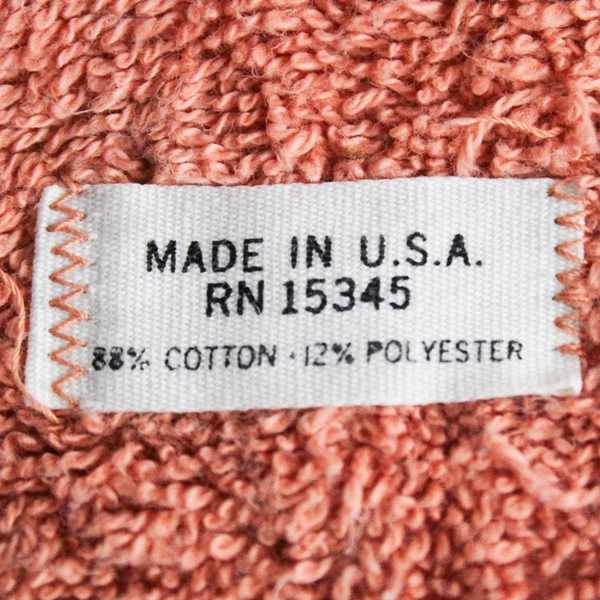 MADE IN U.S.A.
RN 15345
88% COTTON · 12% POLYESTER